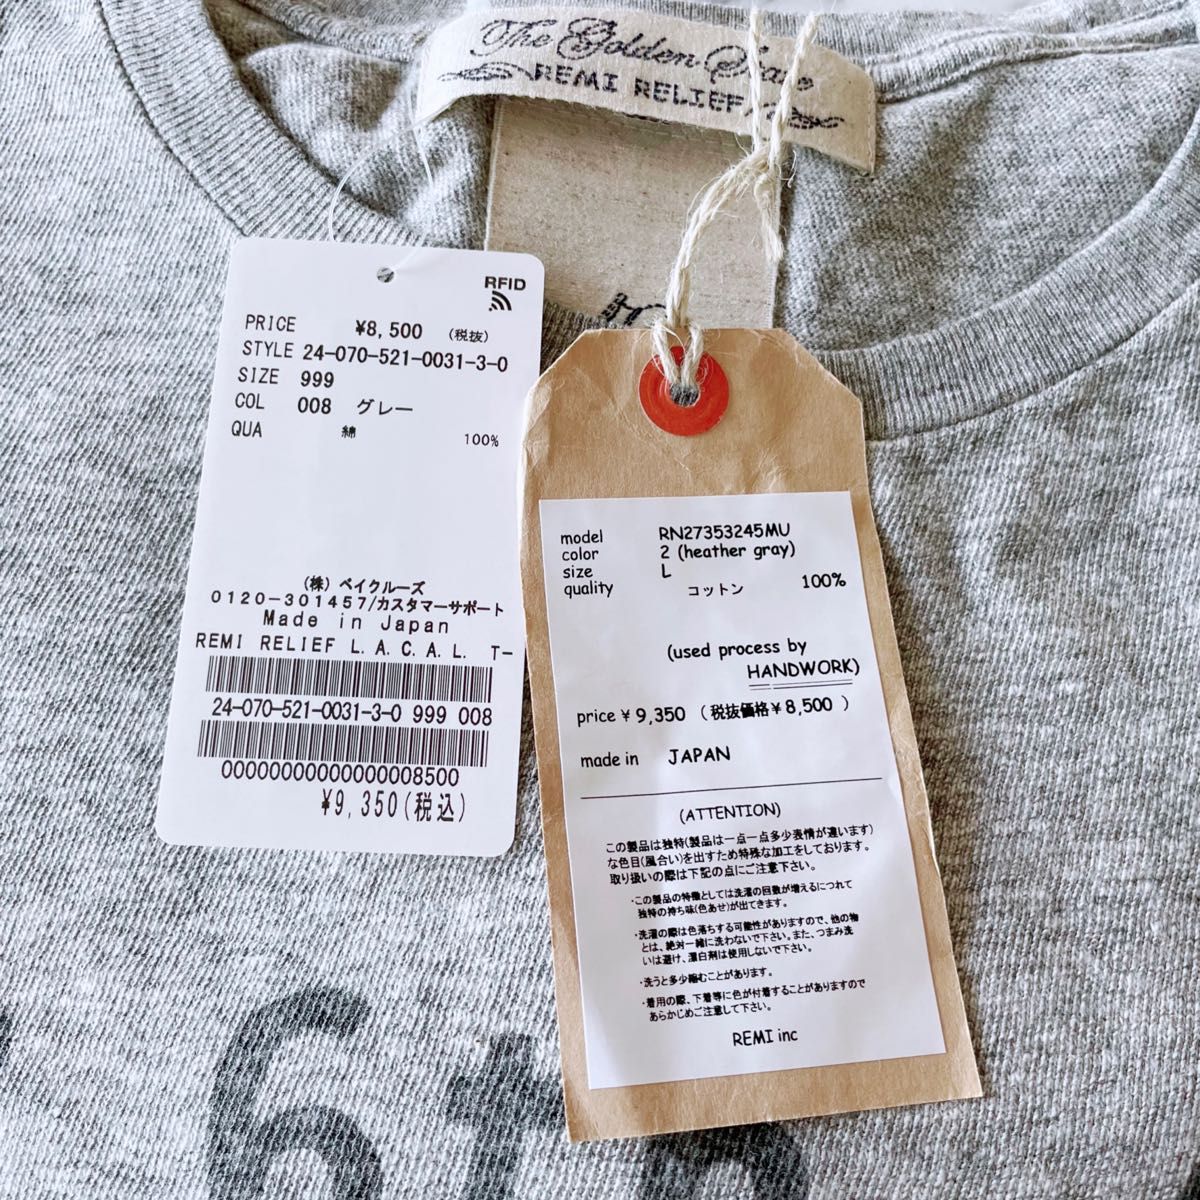 The Golden State
REMI RELIEF
RFID
PRICE ¥8,500 (税抜)
STYLE 24-070-521-0031-3-0
SIZE 999
COL 008 グレー
QUA 綿 100%
(株) ベイクルーズ
0120-301457/カスタマーサポート
Made in Japan
REMI RELIEF L.A.C.A.L. T-
24-070-521-0031-3-0 999 008
00000000000000008500
¥9,350(税込)
model RN27353245MU
color 2 (heather gray)
size L
quality コットン 100%
(used process by
HANDWORK)
price ¥ 9,350 (税抜価格¥8,500 )
made in JAPAN
(ATTENTION)
この製品は独特(製品は一点一点多少表情が違います)
な色目(風合い)を出すため特殊な加工をしております。
取り扱いの際は下記の点にご注意下さい。
・この製品の特徴としては洗濯の回数が増えるにつれて
独特の持ち味(色あせ)が出てきます。
・洗濯の際は色落ちする可能性がありますので、他の物
とは、絶対一緒に洗わないで下さい。また、つまみ洗
いは避け、漂白剤は使用しないで下さい。
・洗うと多少縮むことがあります。
・着用の際、下着等に色が付着することがありますので
あらかじめご注意して下さい。
REMI inc